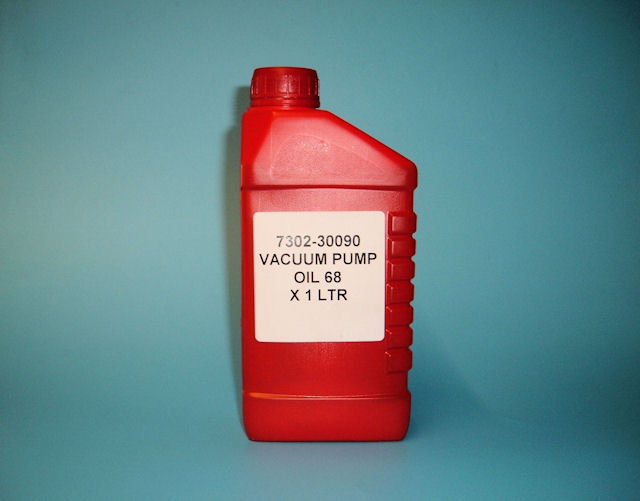 7302-30090
VACUUM PUMP
OIL 68
X 1 LTR